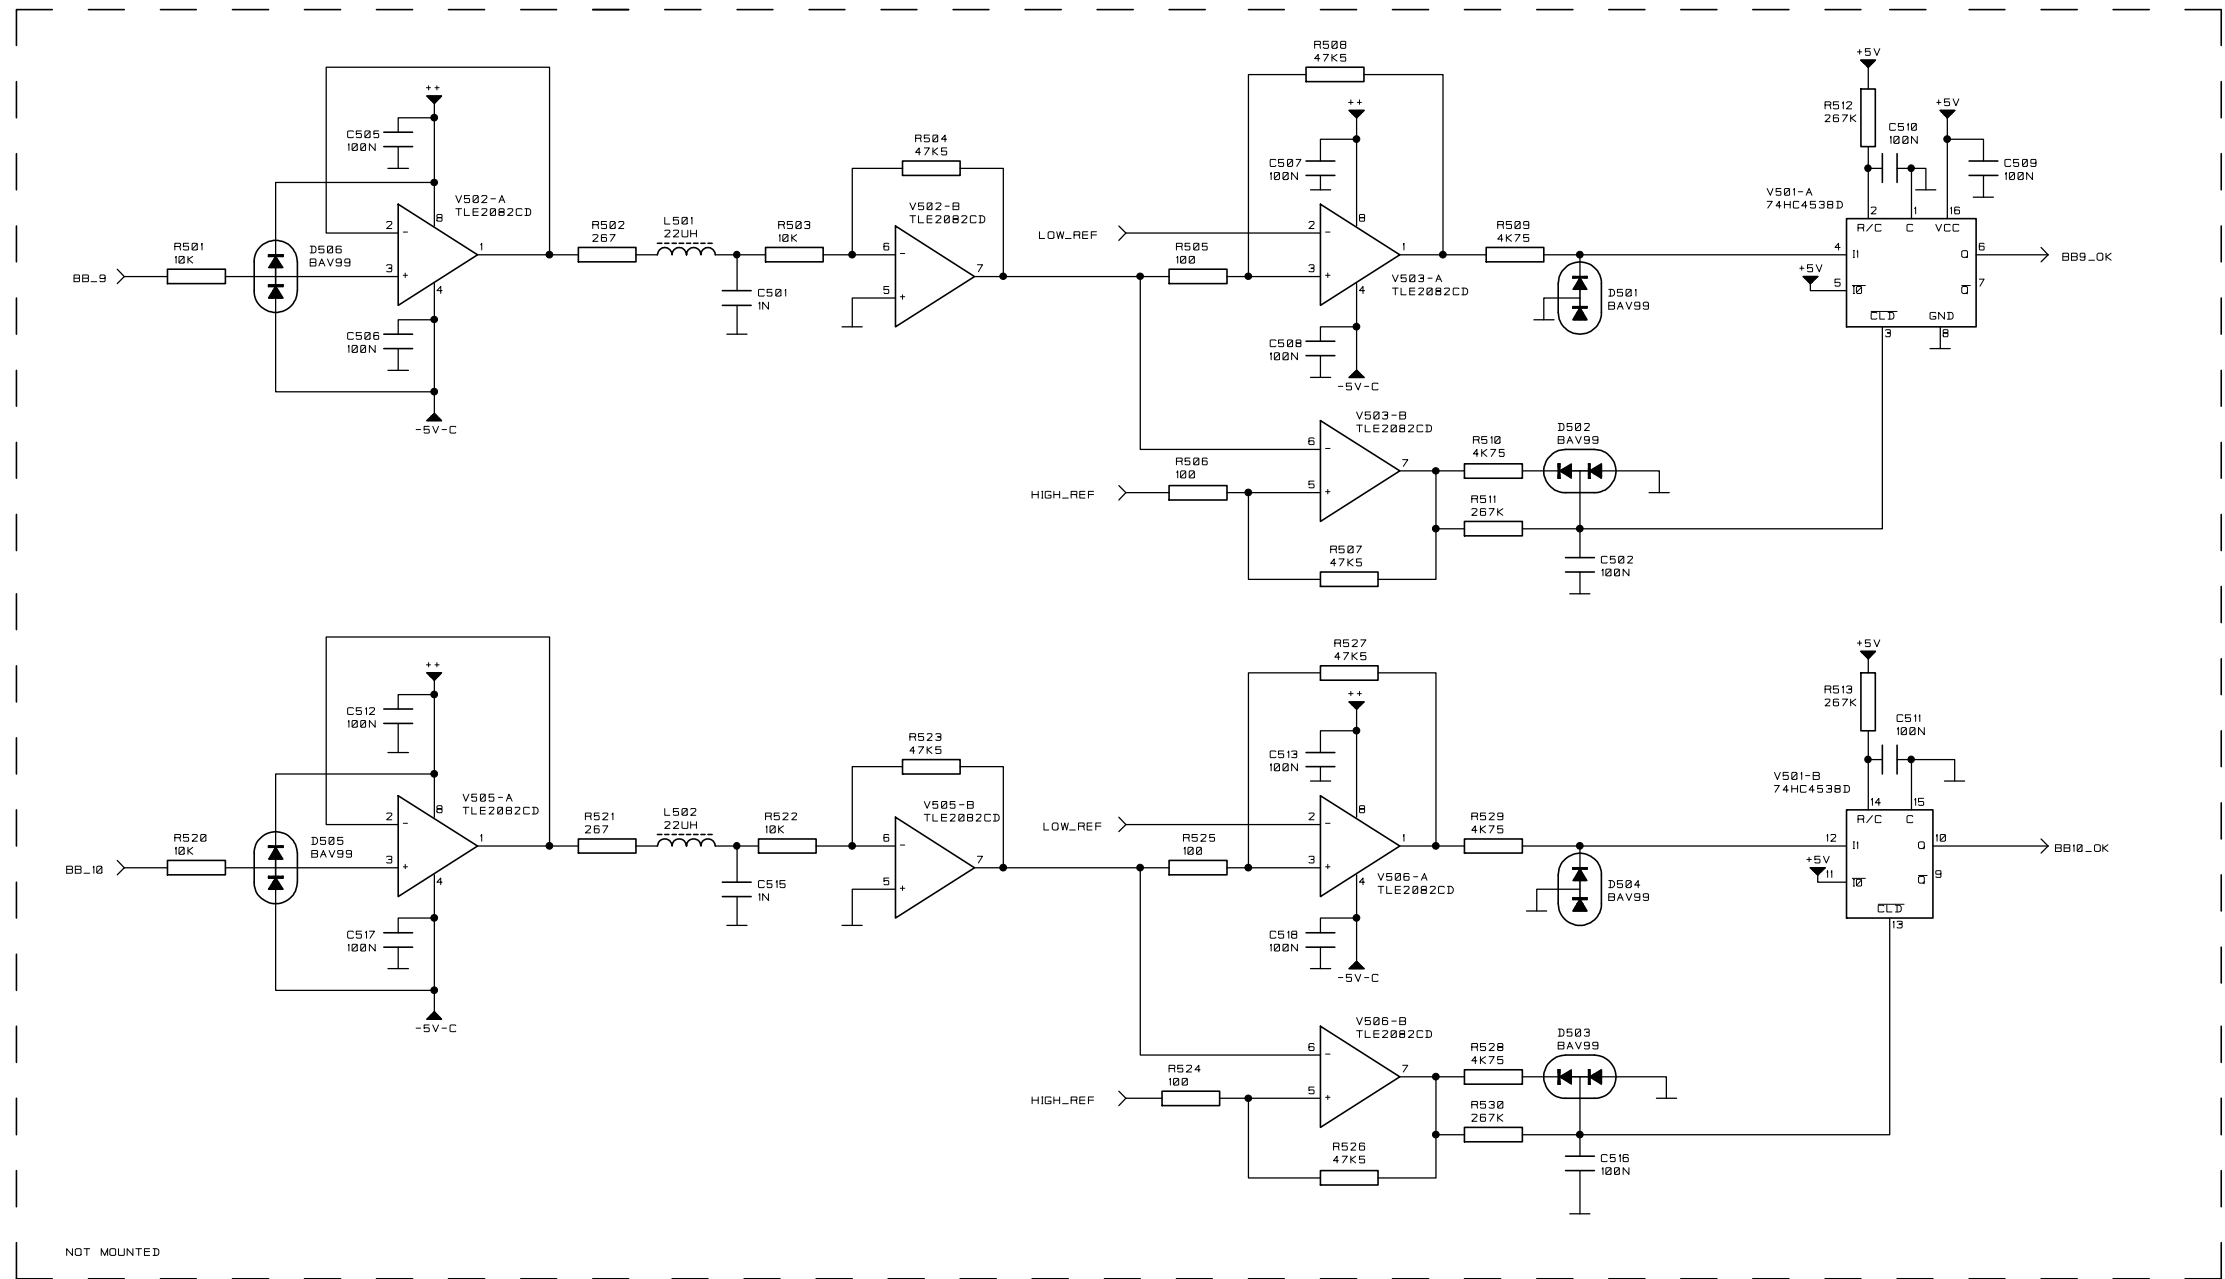 R508
47K5
+5V
++
R512
267K
+5V
++
C510
100N
C505
100N
R504
47K5
C507
100N
C509
100N
V502-A
TLE2082CD
V502-B
TLE2082CD
V501-A
74HC4538D
2 1 16
R/C C VCC
8
8
R501
10K
D506
BAV99
2
-
3
+
1
4
R502
267
L501
22UH
R503
10K
6
-
5
+
7
LOW_REF
R505
100
2
-
3
+
1
4
R509
4K75
4
I1
+5V
5
I0
Q
6
Q
7
BB9_OK
BB_9
C501
1N
V503-A
TLE2082CD
D501
BAV99
CLD
GND
3
8
C506
100N
C508
100N
-5V-C
-5V-C
V503-B
TLE2082CD
D502
BAV99
R510
4K75
6
-
7
R506
100
HIGH_REF
5
+
R511
267K
R507
47K5
C502
100N
R527
47K5
+5V
++
R513
267K
++
C512
100N
C511
100N
R523
47K5
C513
100N
V501-B
74HC4538D
V505-A
TLE2082CD
V505-B
TLE2082CD
14 15
R/C C
8
8
R520
10K
D505
BAV99
2
-
3
+
1
4
R521
267
L502
22UH
R522
10K
6
-
5
+
7
LOW_REF
R525
100
2
-
3
+
1
4
R529
4K75
12
I1
+5V
11
I0
Q
10
Q
9
BB10_OK
BB_10
C515
1N
V506-A
TLE2082CD
D504
BAV99
CLD
13
C517
100N
C518
100N
-5V-C
-5V-C
V506-B
TLE2082CD
D503
BAV99
R528
4K75
6
-
7
R524
100
HIGH_REF
5
+
R530
267K
R526
47K5
C516
100N
NOT MOUNTED